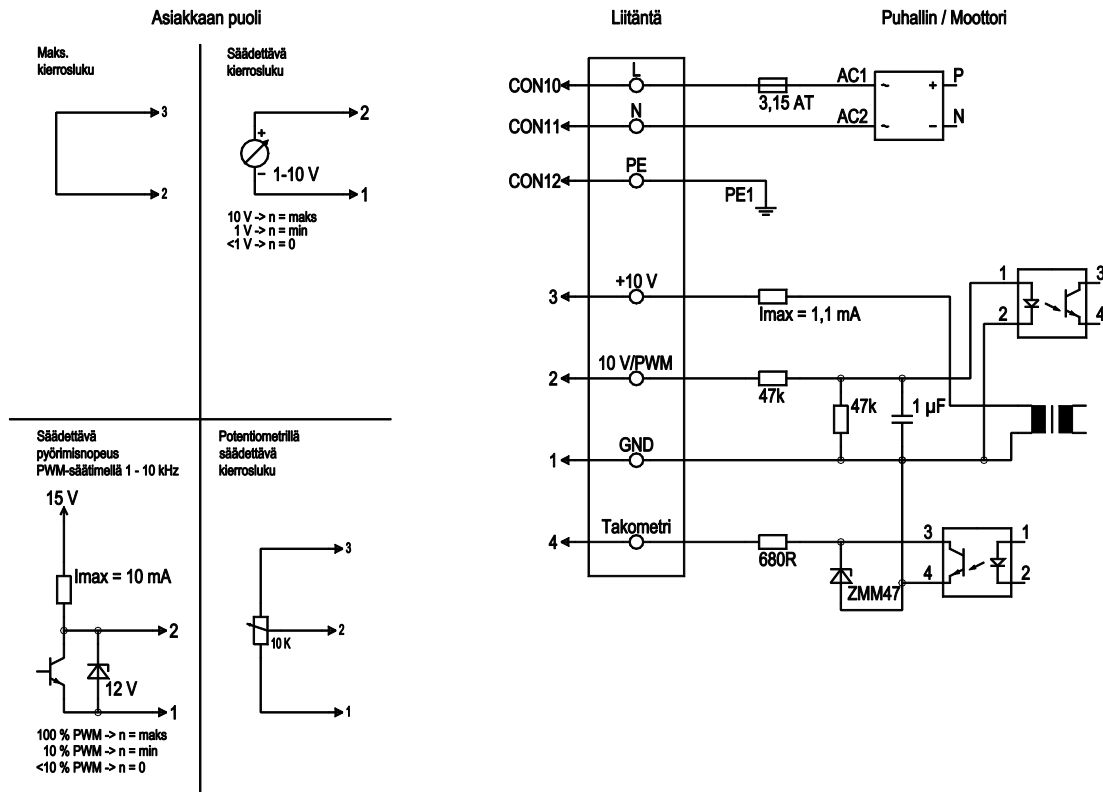 Asiakkaan puoli
Liitäntä
Puhallin / Moottori
Maks.
kierrosluku
3
2
Säädettävä
kierrosluku
2
+
−
1-10 V
1
10 V -> n = maks
1 V -> n = min
<1 V -> n = 0
Säädettävä
pyörimisnopeus
PWM-säätimellä 1 - 10 kHz
15 V
Imax = 10 mA
2
12 V
1
100 % PWM -> n = maks
10 % PWM -> n = min
<10 % PWM -> n = 0
Potentiometrillä
säädettävä
kierrosluku
3
2
10 K
1
CON10
L
3,15 AT
AC1
~
+
P
CON11
N
AC2
~
−
N
CON12
PE
PE1
3
+10 V
Imax = 1,1 mA
1
2
3
4
2
10 V/PWM
47k
47k
1 µF
1
GND
4
Takometri
680R
ZMM47
3
4
1
2